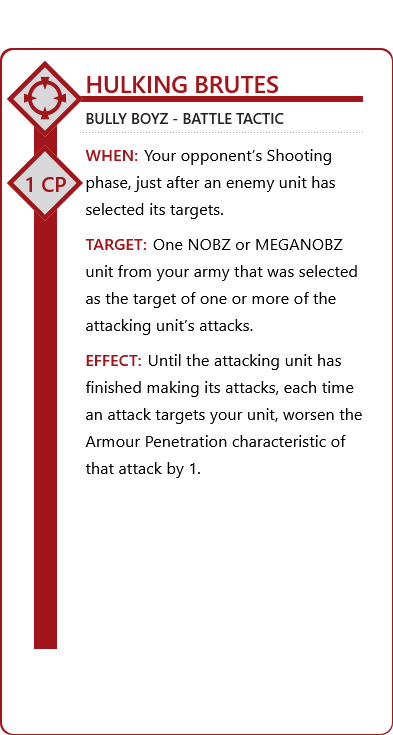 HULKING BRUTES
BULLY BOYZ - BATTLE TACTIC
WHEN: Your opponent's Shooting
1 CP
phase, just after an enemy unit has
selected its targets.
TARGET: One NOBZ or MEGANOBZ
unit from your army that was selected
as the target of one or more of the
attacking unit's attacks.
EFFECT: Until the attacking unit has
finished making its attacks, each time
an attack targets your unit, worsen the
Armour Penetration characteristic of
that attack by 1.